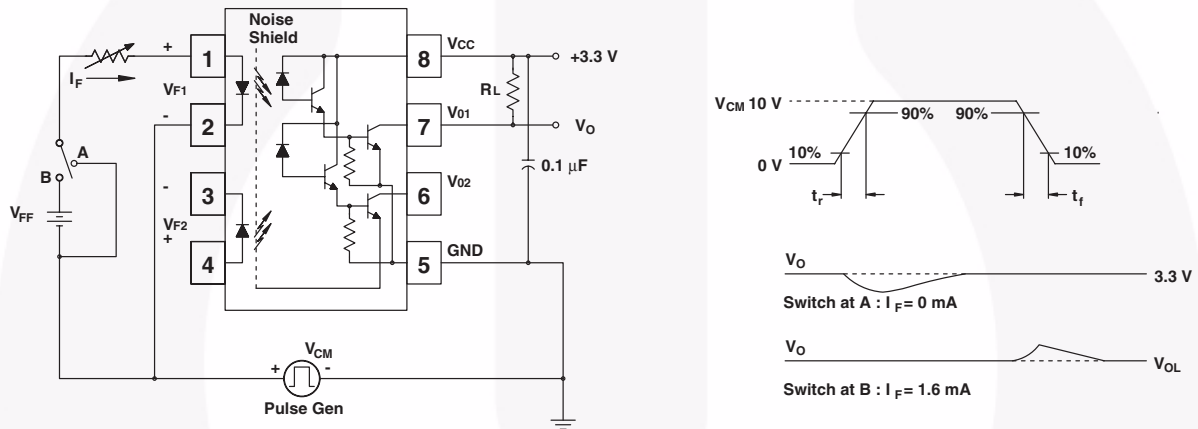 Noise
Shield
+
1
8
VCC
+3.3 V
IF
VF1
RL
-
2
7
V01
VO
A
B
0.1 μF
-
3
6
V02
VFF
VF2
+
4
5
GND
VCM
+
-
Pulse Gen
VCM 10 V
90%
90%
10%
10%
0 V
tr
tf
VO
3.3 V
Switch at A : IF = 0 mA
VO
VOL
Switch at B : IF = 1.6 mA